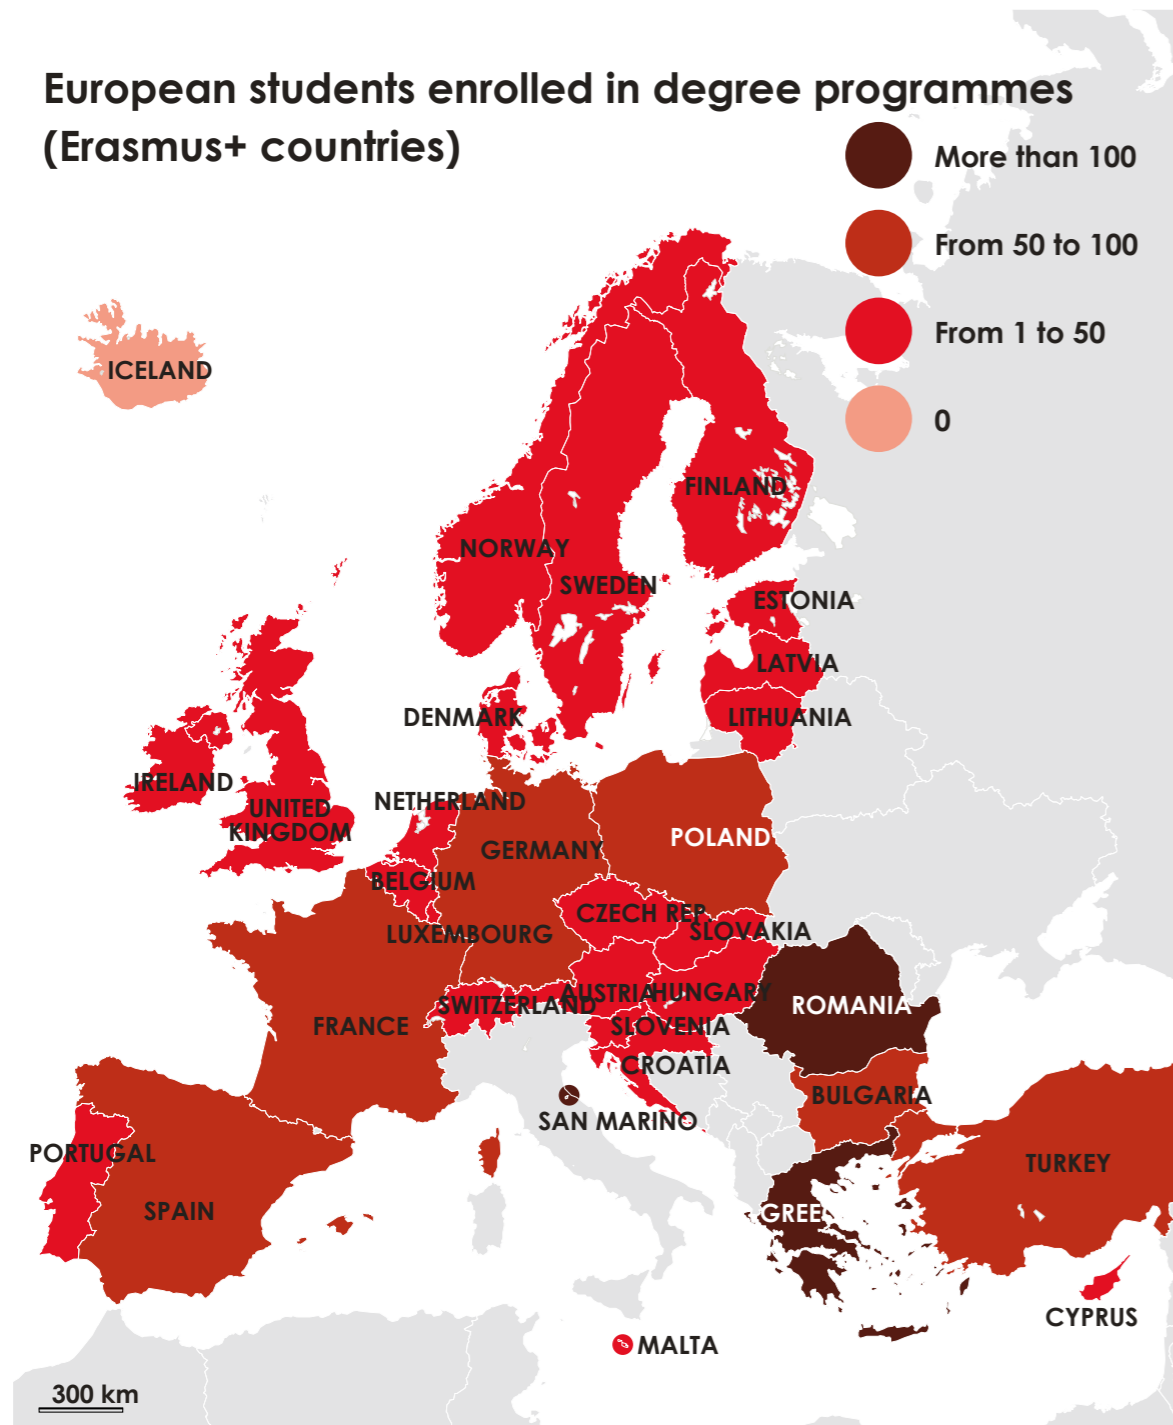 European students enrolled in degree programmes
(Erasmus+ countries)
More than 100
From 50 to 100
From 1 to 50
0
ICELAND
FINLAND
NORWAY
SWEDEN
ESTONIA
LATVIA
LITHUANIA
DENMARK
IRELAND
UNITED
KINGDOM
NETHERLAND
GERMANY
POLAND
BELGIUM
CZECH REP.
LUXEMBOURG
SLOVAKIA
SWITZERLAND
AUSTRIA
HUNGARY
ROMANIA
FRANCE
SLOVENIA
CROATIA
BULGARIA
SAN MARINO
PORTUGAL
TURKEY
SPAIN
GREE
CYPRUS
MALTA
300 km